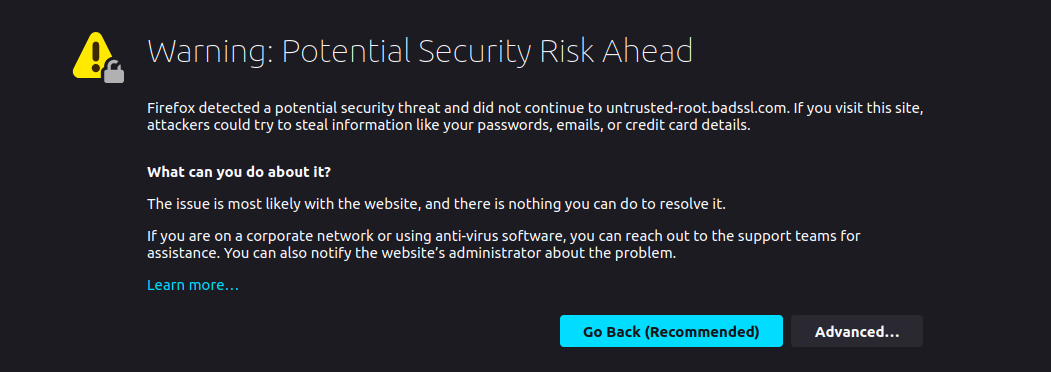 Warning: Potential Security Risk Ahead
Firefox detected a potential security threat and did not continue to untrusted-root.badssl.com. If you visit this site,
attackers could try to steal information like your passwords, emails, or credit card details.
What can you do about it?
The issue is most likely with the website, and there is nothing you can do to resolve it.
If you are on a corporate network or using anti-virus software, you can reach out to the support teams for
assistance. You can also notify the website’s administrator about the problem.
Learn more…
Go Back (Recommended)
Advanced…